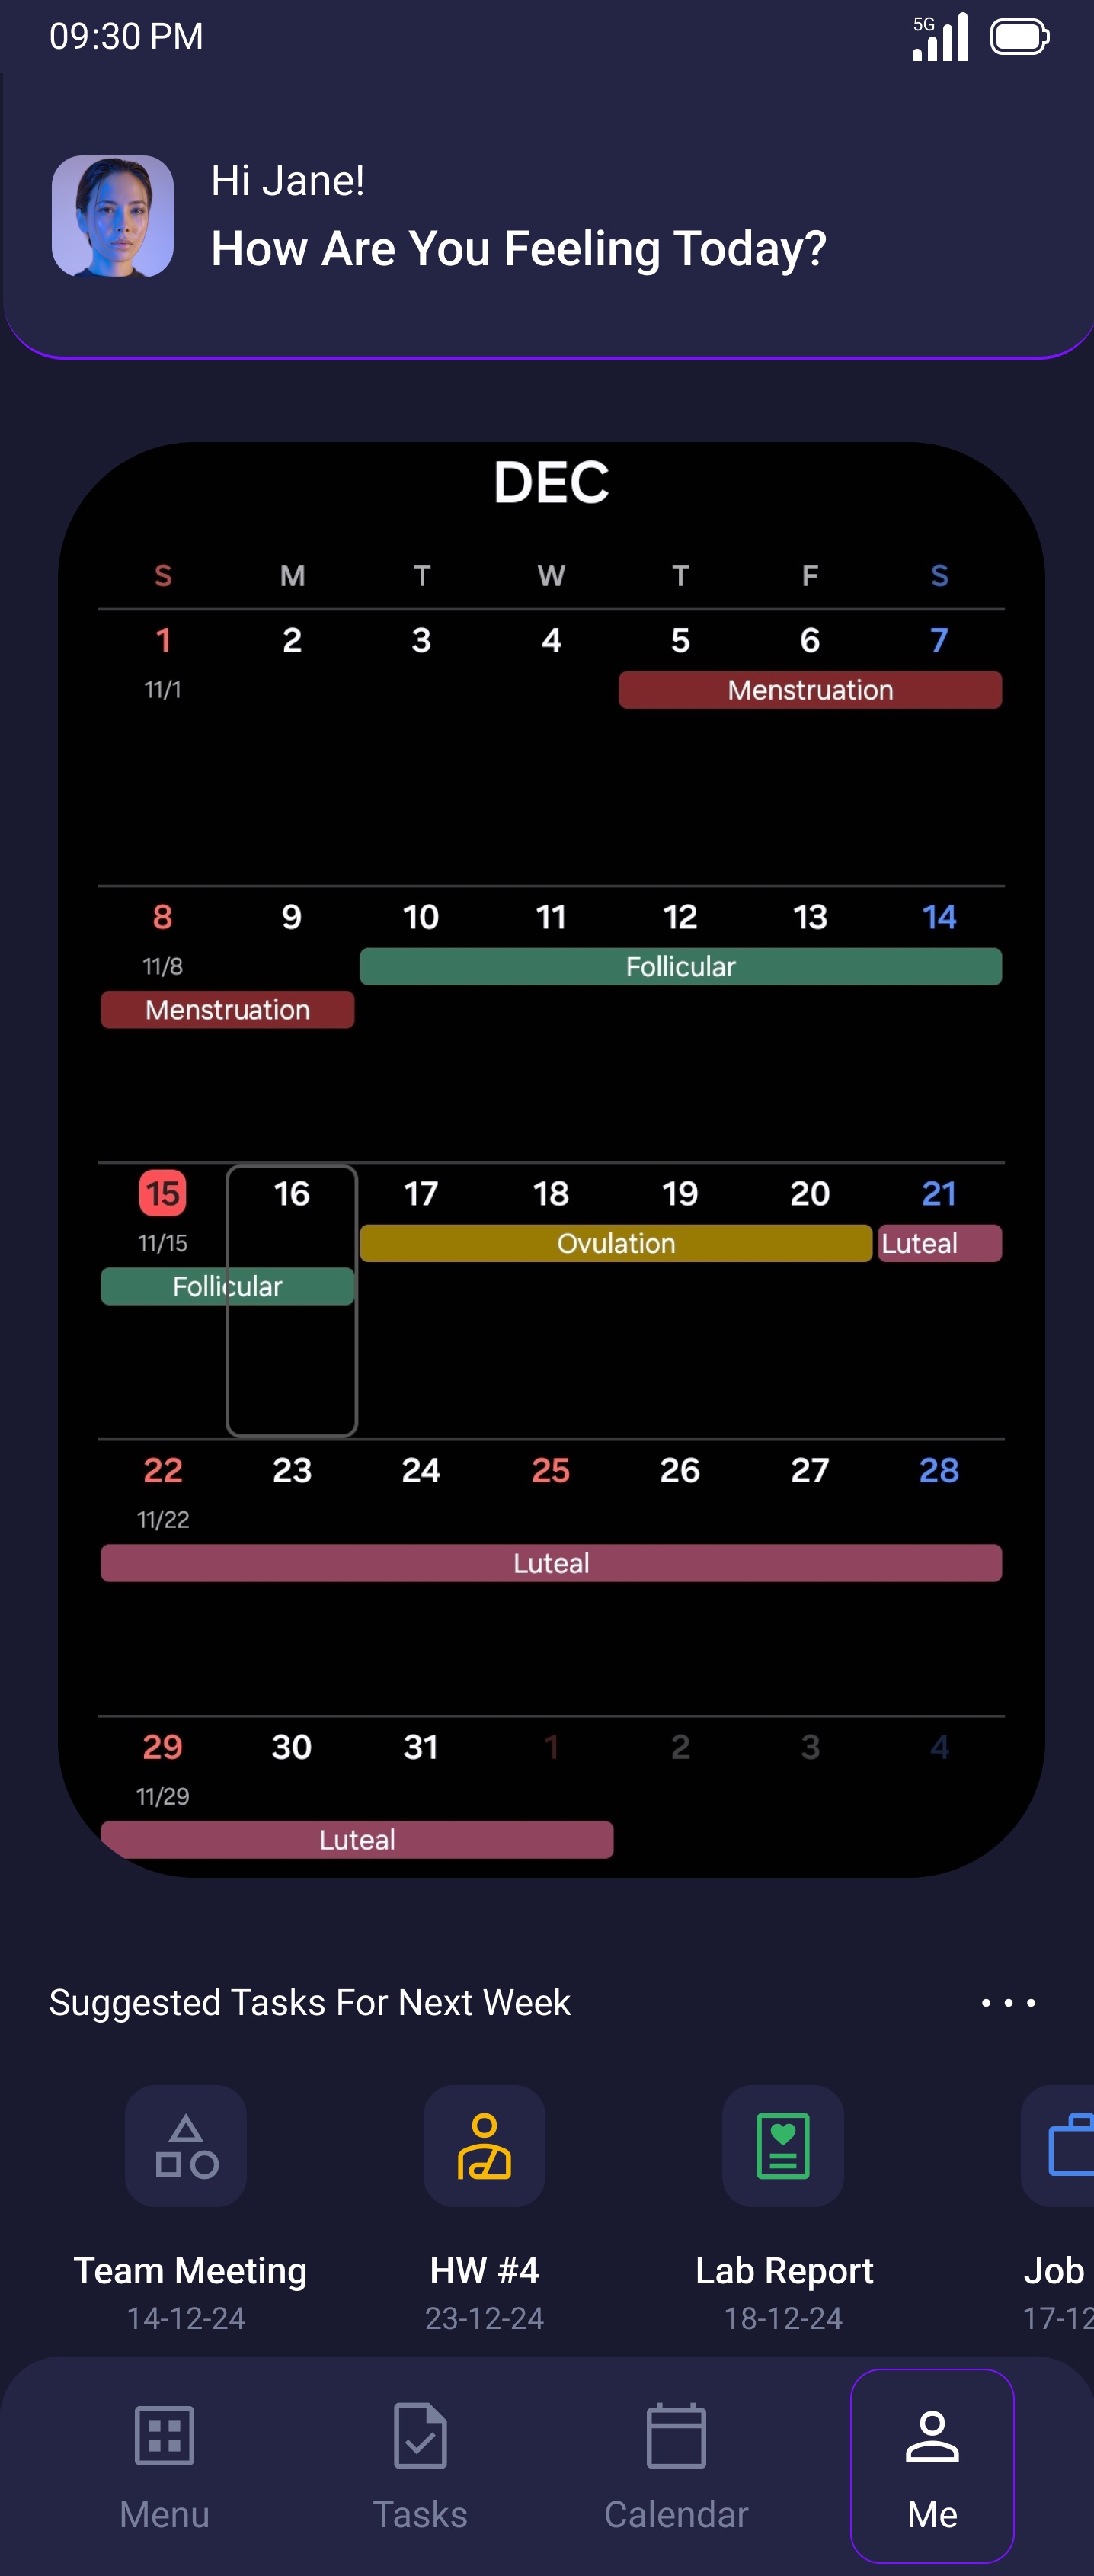 09:30 PM
5G
Hi Jane!
How Are You Feeling Today?
DEC
S M T W T F S
1 2 3 4 5 6 7
11/1
Menstruation
8 9 10 11 12 13 14
11/8
Follicular
Menstruation
15 16 17 18 19 20 21
11/15
Ovulation
Luteal
Follicular
22 23 24 25 26 27 28
11/22
Luteal
29 30 31 1 2 3 4
11/29
Luteal
Suggested Tasks For Next Week
Team Meeting HW #4 Lab Report Job
14-12-24 23-12-24 18-12-24 17-12
Menu Tasks Calendar Me